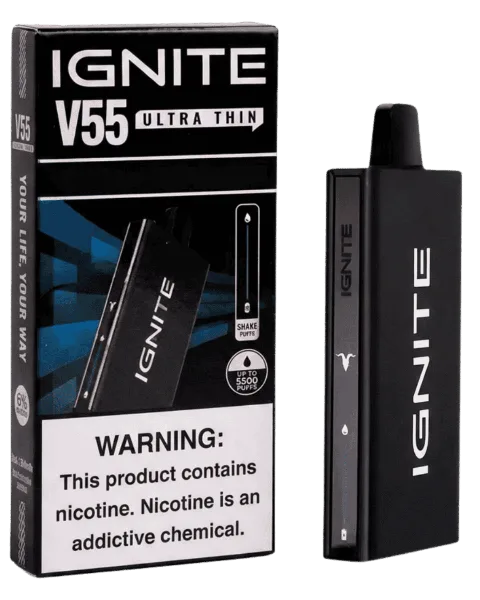 IGNITE
V55 ULTRA THIN
IGNITE
SHAKE
PUFFS
UP TO
5500
PUFFS
WARNING:
This product contains
nicotine. Nicotine is an
addictive chemical.
V55
YOUR LIFE, YOUR WAY
6%
IGNITE
IGNITE